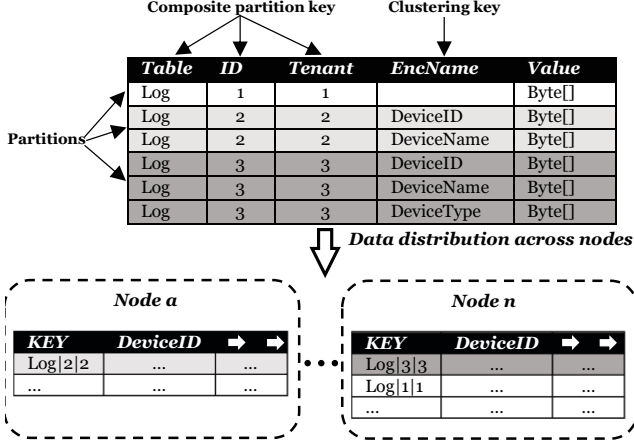 Composite partition key Clustering key
Table ID Tenant EncName Value
Log 1 1 Byte[]
Log 2 2 DeviceID Byte[]
Partitions Log 2 2 DeviceName Byte[]
Log 3 3 DeviceID Byte[]
Log 3 3 DeviceName Byte[]
Log 3 3 DeviceType Byte[]
Data distribution across nodes
Node a
KEY DeviceID
Log|2|2 ... ...
... ... ...
...
Node n
KEY DeviceID
Log|3|3 ... ...
Log|1|1 ... ...
... ... ...